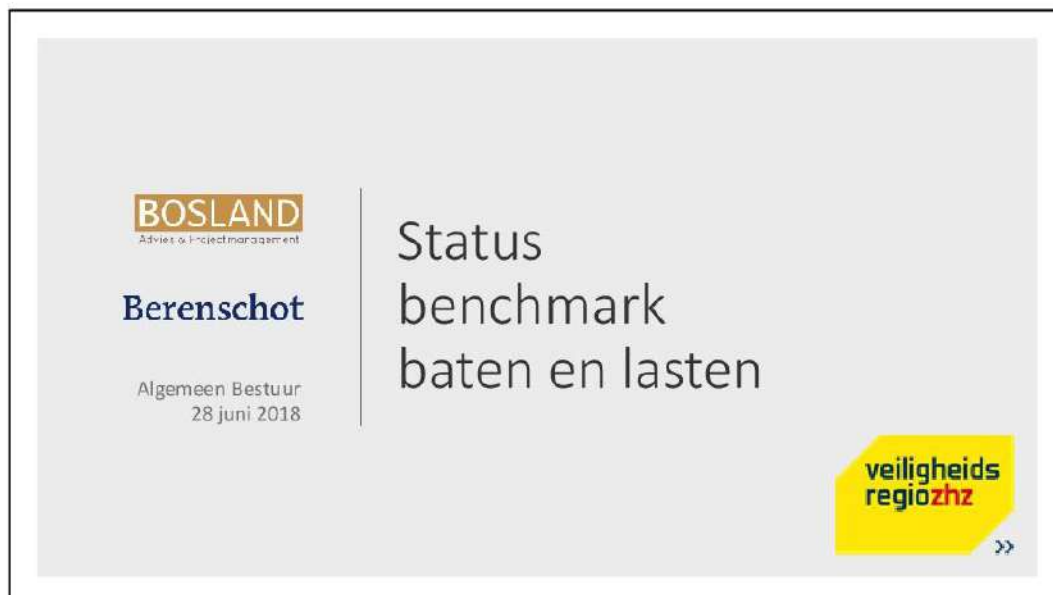 BOSLAND
Advies & Projectmanagement
Berenschot
Algemeen Bestuur
28 juni 2018
Status
benchmark
baten en lasten
veiligheids
regiozhz
»